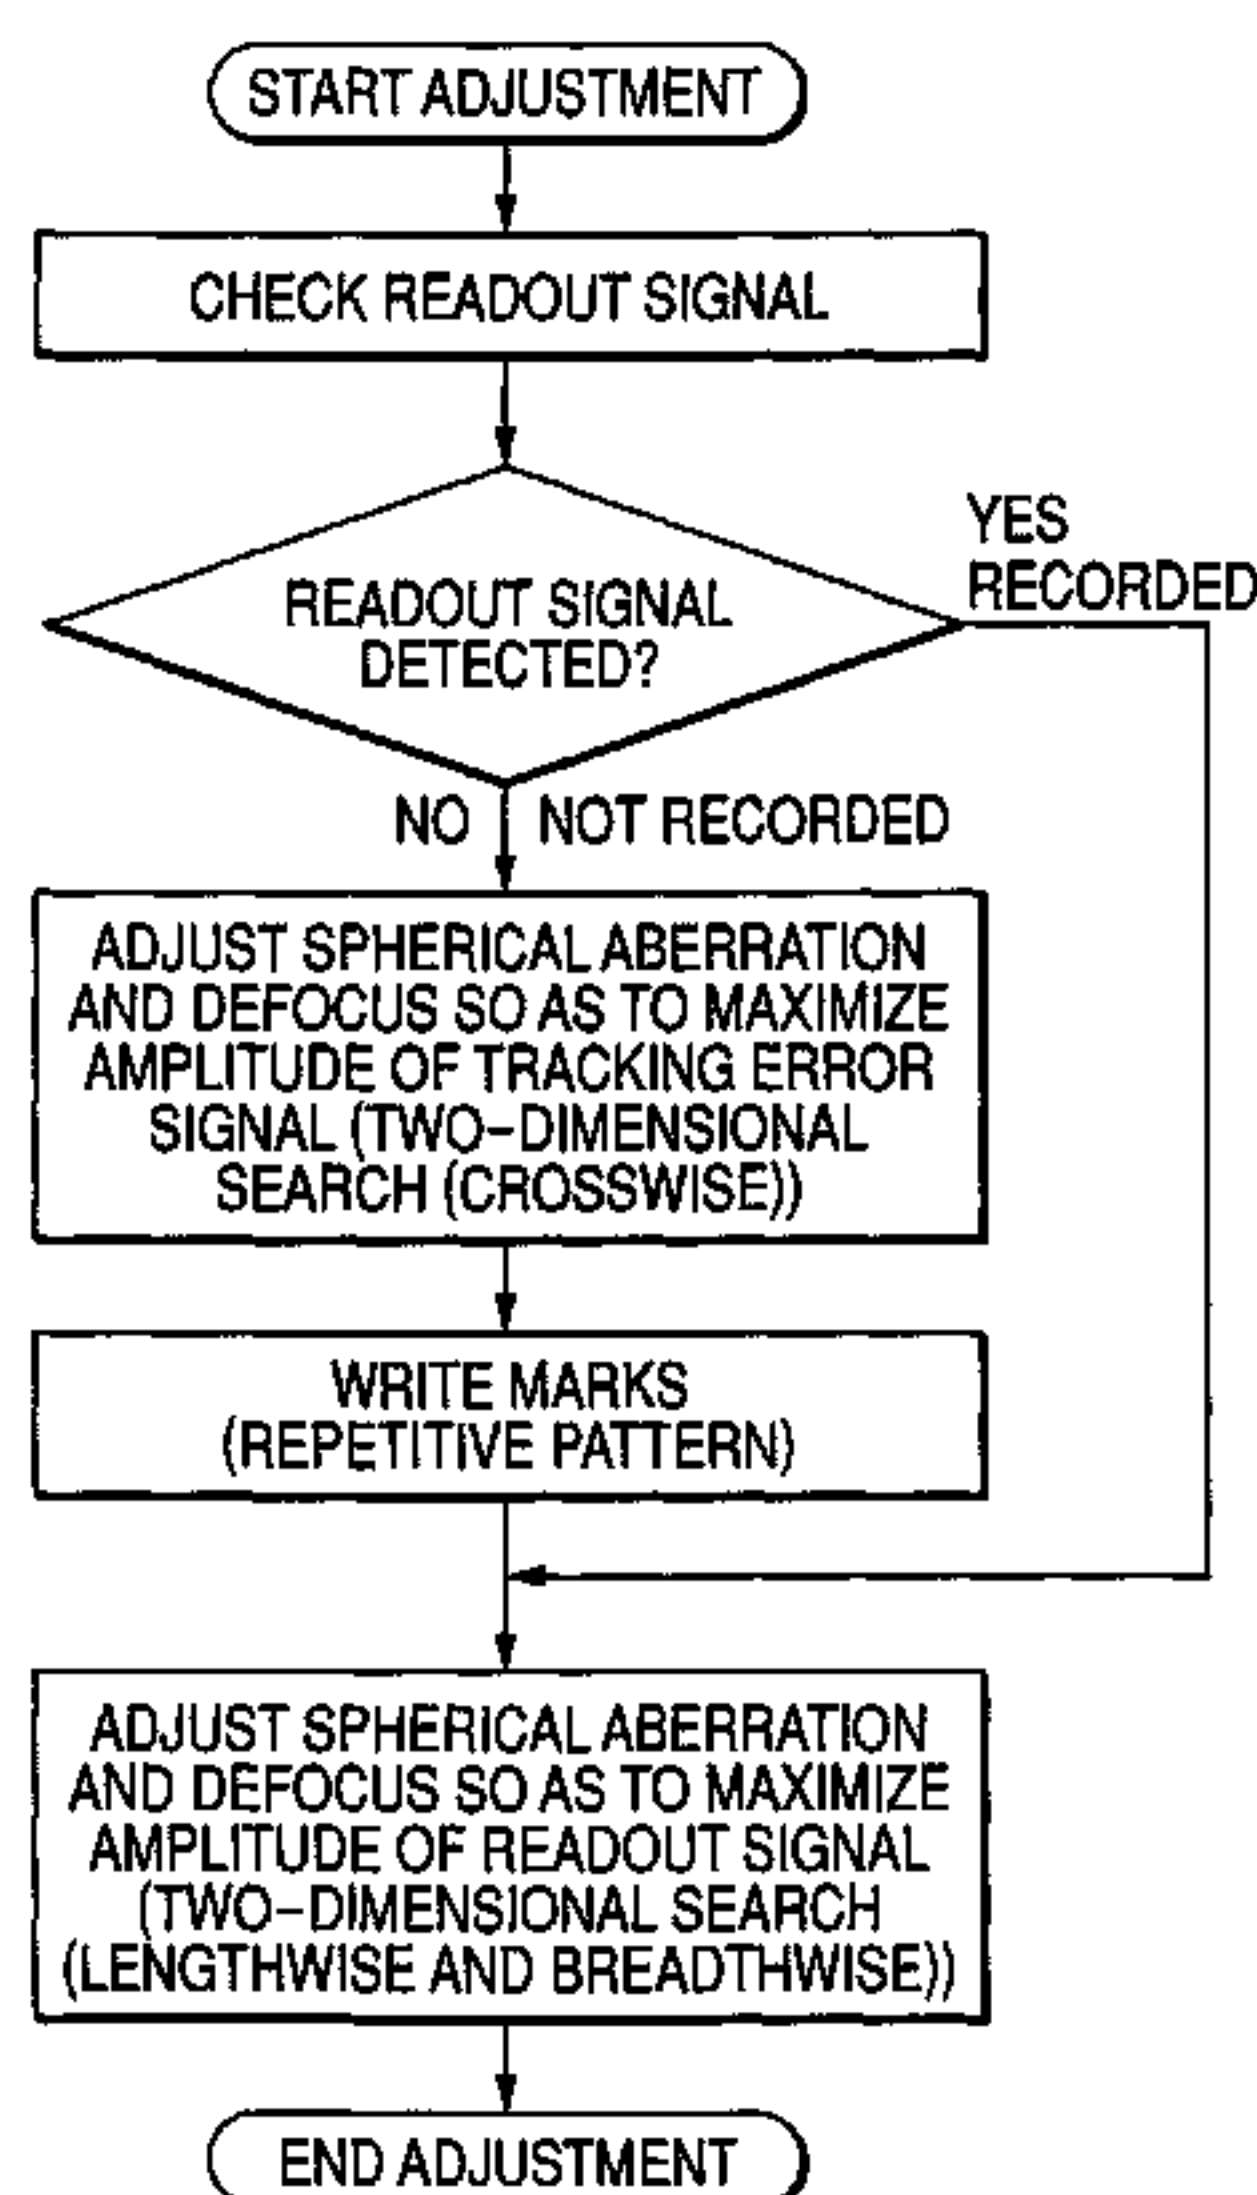 START ADJUSTMENT
CHECK READOUT SIGNAL
READOUT SIGNAL
DETECTED?
YES
RECORDED
NO NOT RECORDED
ADJUST SPHERICAL ABERRATION
AND DEFOCUS SO AS TO MAXIMIZE
AMPLITUDE OF TRACKING ERROR
SIGNAL (TWO-DIMENSIONAL
SEARCH (CROSSWISE))
WRITE MARKS
(REPETITIVE PATTERN)
ADJUST SPHERICAL ABERRATION
AND DEFOCUS SO AS TO MAXIMIZE
AMPLITUDE OF READOUT SIGNAL
(TWO-DIMENSIONAL SEARCH
(LENGTHWISE AND BREADTHWISE))
END ADJUSTMENT